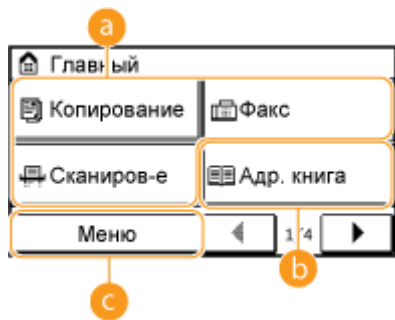 a
Главный
Копирование
Факс
Сканиров-е
Адр. книга
Меню
1/4
b
c